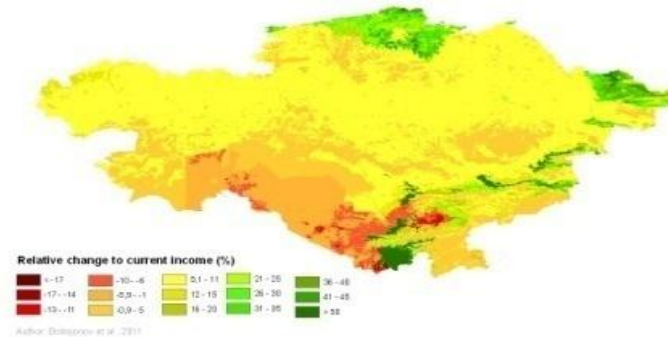 Relative change to current income (%)
<-17 -10 - -6 5,1 - 11 21 - 25 36 - 40
-17 - -14 -5,9 - -1 12 - 15 26 - 30 41 - 45
-13 - -11 -0,9 - 5 16 - 20 31 - 35
Author: et al., 2011